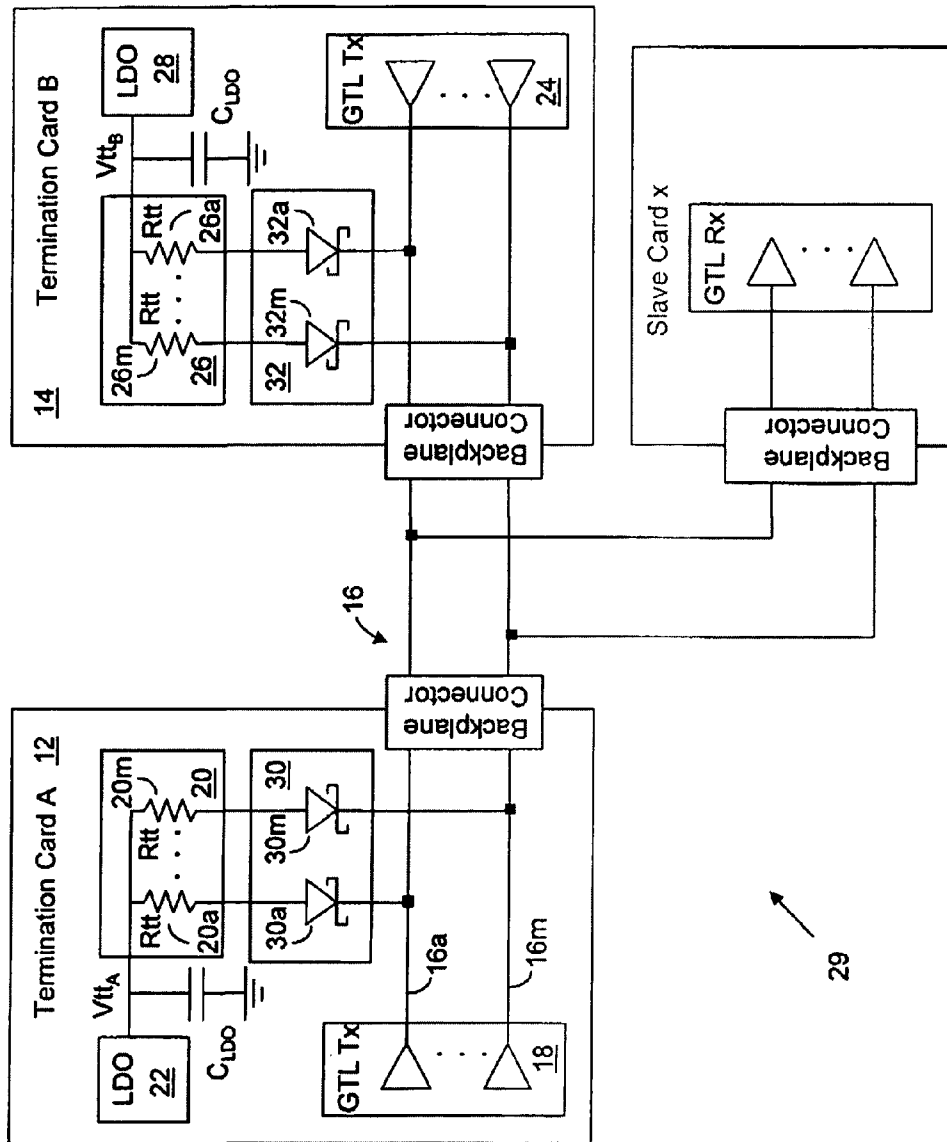 Termination Card A 12
LDO
22
Vtt_A
C_LDO
Rtt
Rtt
20m
20a
20
30
30a
30m
GTL Tx
18
16a
16m
Backplane
Connector
16
14 Termination Card B
26m
Rtt
Rtt
26a
26
Vtt_B
LDO
28
C_LDO
32m
32a
32
GTL Tx
24
Backplane
Connector
Slave Card x
GTL Rx
Backplane
Connector
29